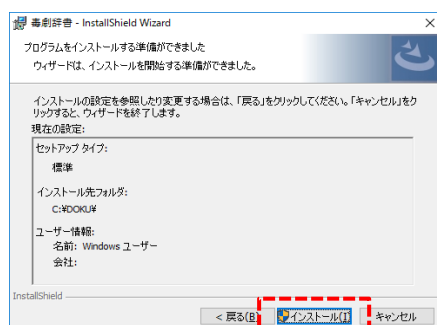 毒劇辞書 - InstallShield Wizard
プログラムをインストールする準備ができました
ウィザードは、インストールを開始する準備ができました。
インストールの設定を参照したり変更する場合は、「戻る」をクリックしてください。「キャンセル」をク
リックすると、ウィザードを終了します。
現在の設定:
セットアップ タイプ:
標準
インストール先フォルダ:
C:¥DOKU¥
ユーザー情報:
名前: Windows ユーザー
会社:
InstallShield
< 戻る(B)
インストール(I)
キャンセル